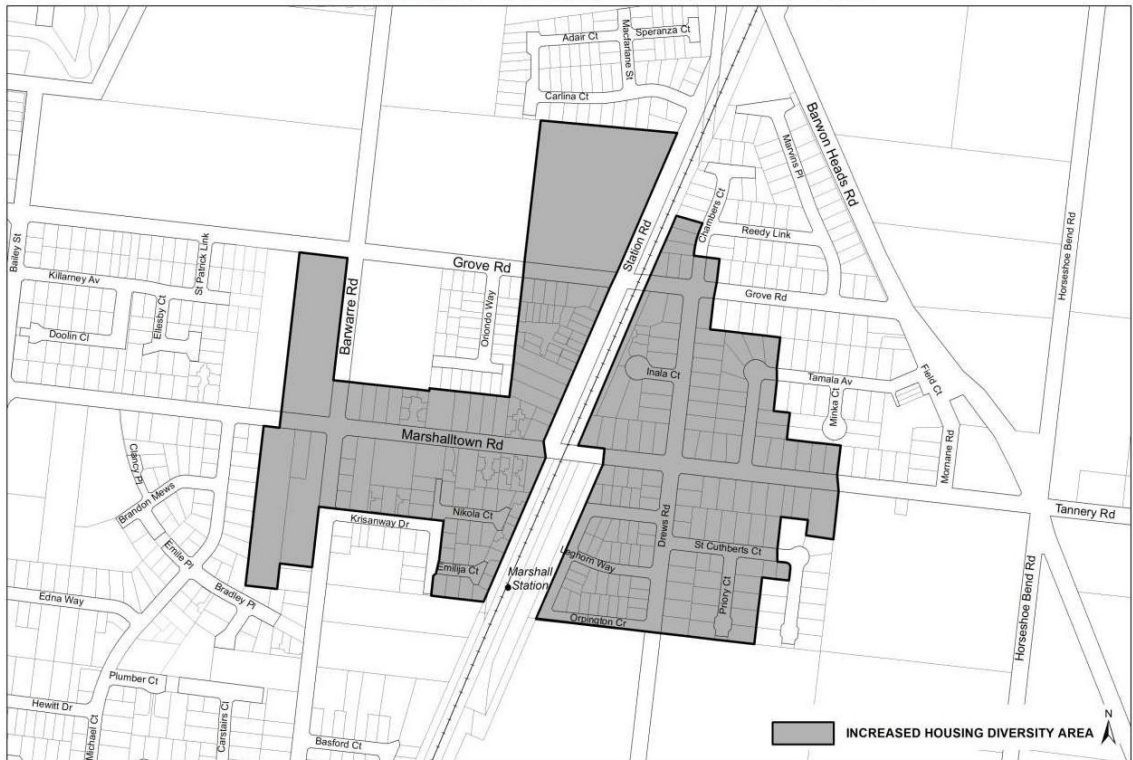 Speranza Ct
Adair Ct
Macfarlane St
Carlina Ct
Barwon Heads Rd
Marvins Pl
Chambers Ct
Reedy Link
Horseshoe Bend Rd
Station Rd
Bailey St
St Patrick Link
Killarney Av
Ellesby Ct
Doolin Cl
Grove Rd
Barwarre Rd
Oriondo Way
Grove Rd
Inala Ct
Tamala Av
Minka Ct
Field Ct
Mornane Rd
Marshalltown Rd
Clancy Pl
Brandon Mews
Emile Pl
Bradley Pl
Edna Way
Krisanway Dr
Nikola Ct
Emilija Ct
Marshall
Station
Drews Rd
St Cuthberts Ct
Leghorn Way
Priory Ct
Orpington Cr
Tannery Rd
Horseshoe Bend Rd
Plumber Ct
Hewitt Dr
Michael Ct
Carstairs Ct
Basford Ct
INCREASED HOUSING DIVERSITY AREA
N